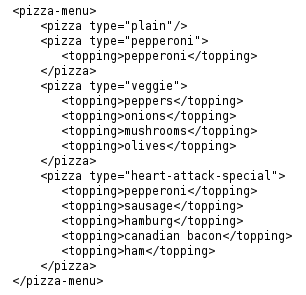 <pizza-menu>
    <pizza type="plain"/>
    <pizza type="pepperoni">
       <topping>pepperoni</topping>
    </pizza>
    <pizza type="veggie">
       <topping>peppers</topping>
       <topping>onions</topping>
       <topping>mushrooms</topping>
       <topping>olives</topping>
    </pizza>
    <pizza type="heart-attack-special">
       <topping>pepperoni</topping>
       <topping>sausage</topping>
       <topping>hamburg</topping>
       <topping>canadian bacon</topping>
       <topping>ham</topping>
    </pizza>
</pizza-menu>